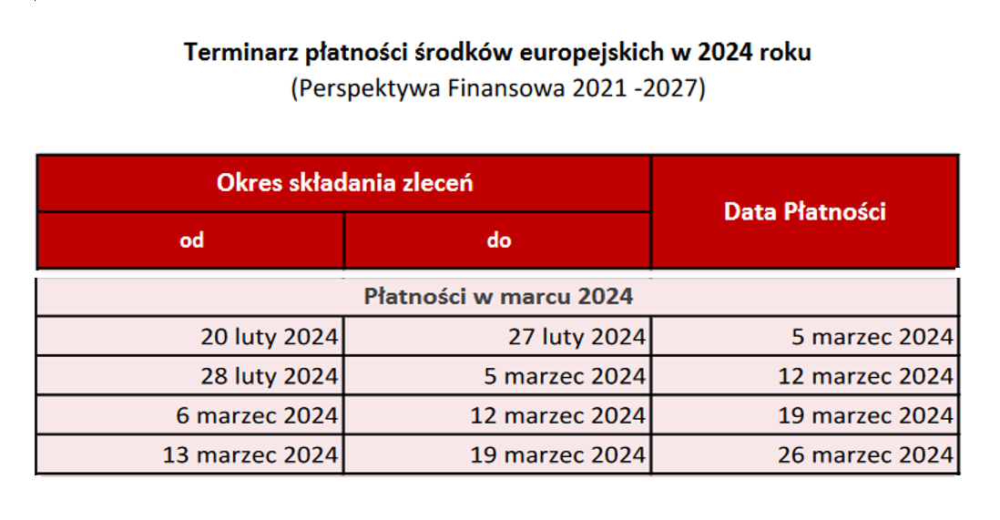 Terminarz płatności środków europejskich w 2024 roku
(Perspektywa Finansowa 2021 -2027)
Okres składania zleceń
Data Płatności
od do
Płatności w marcu 2024
20 luty 2024 27 luty 2024 5 marzec 2024
28 luty 2024 5 marzec 2024 12 marzec 2024
6 marzec 2024 12 marzec 2024 19 marzec 2024
13 marzec 2024 19 marzec 2024 26 marzec 2024